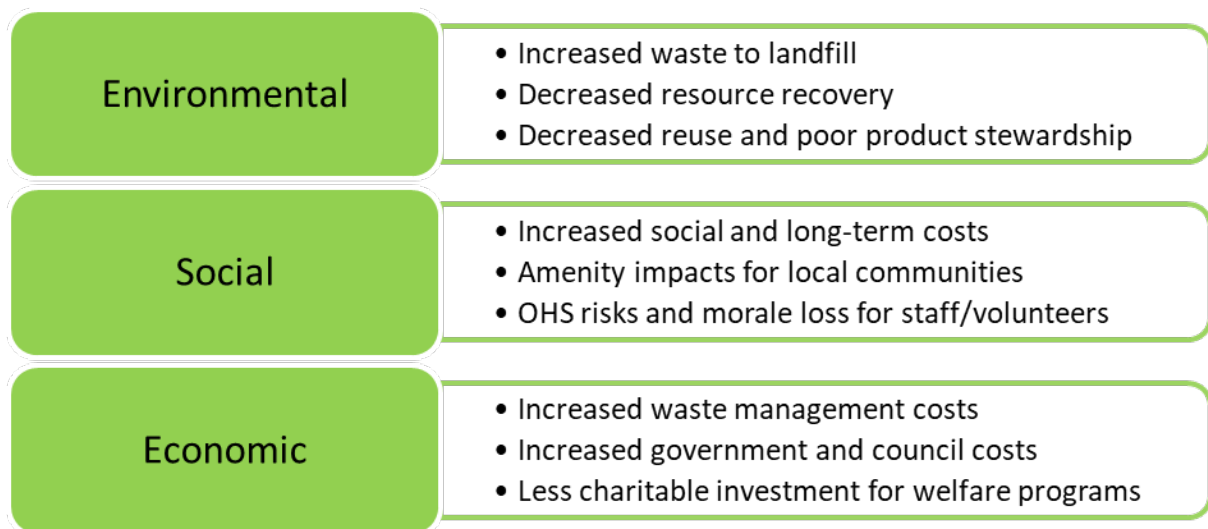 Environmental
• Increased waste to landfill
• Decreased resource recovery
• Decreased reuse and poor product stewardship
Social
• Increased social and long-term costs
• Amenity impacts for local communities
• OHS risks and morale loss for staff/volunteers
Economic
• Increased waste management costs
• Increased government and council costs
• Less charitable investment for welfare programs